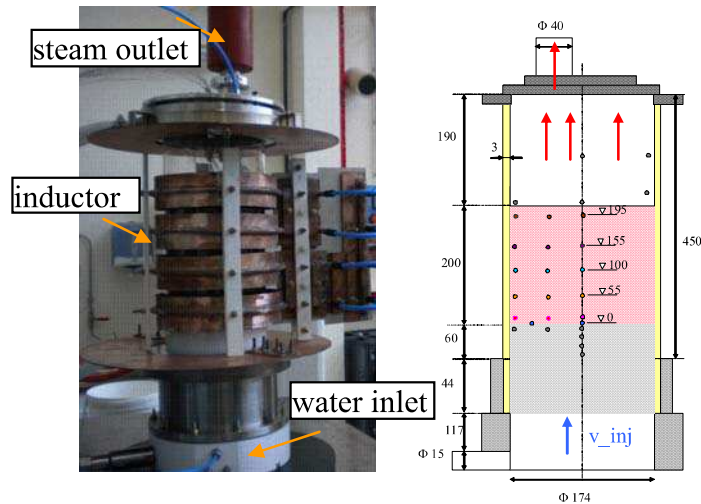 steam outlet
inductor
water inlet
Φ 40
190
3
200
60
44
117
Φ 15
▽195
▽155
▽100
▽55
▽0
450
v_inj
Φ 174